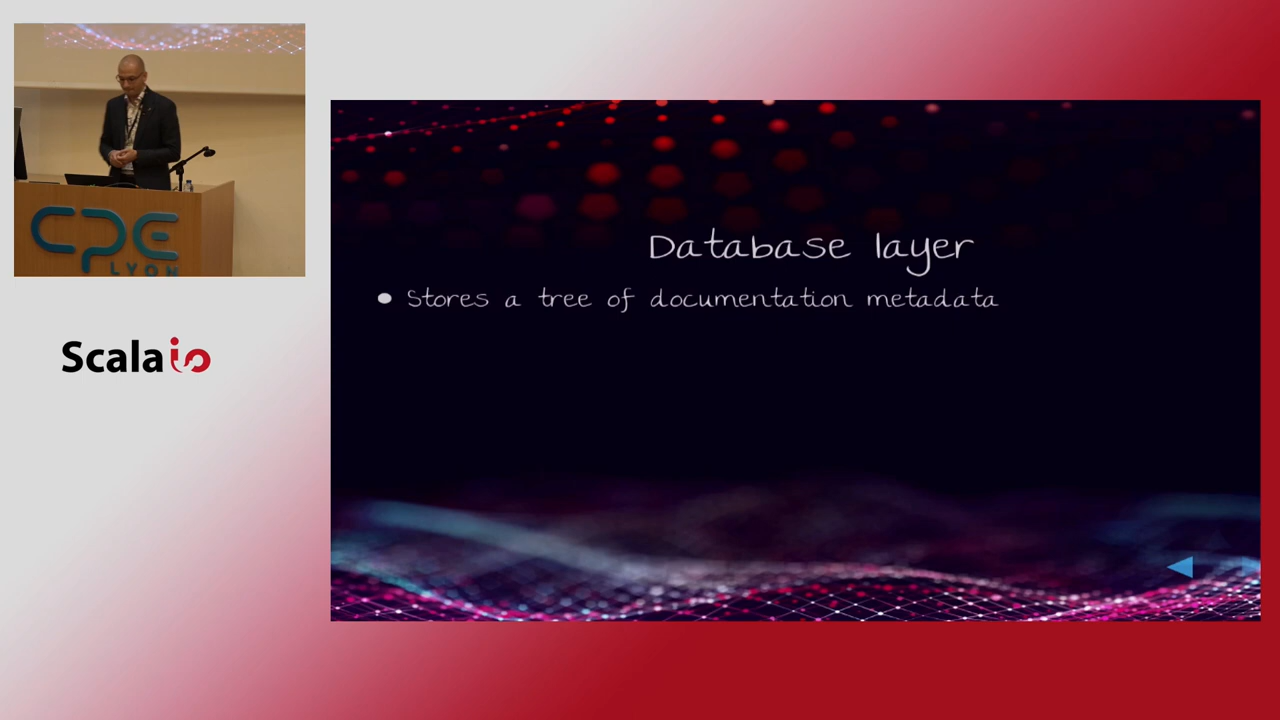 CPE
LYON
Scala io
Database layer
Stores a tree of documentation metadata